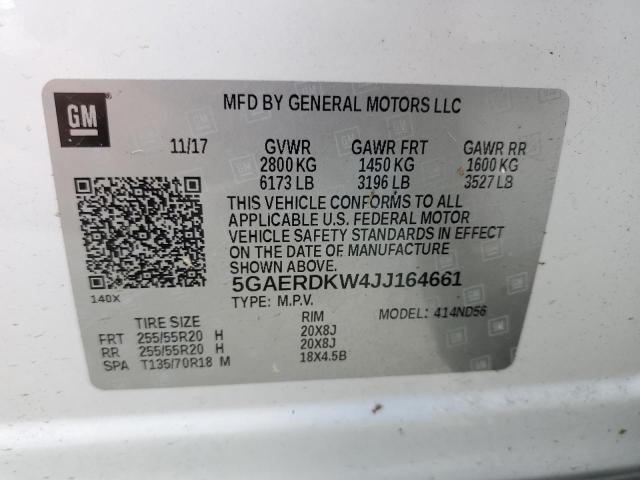 GM®
MFD BY GENERAL MOTORS LLC
11/17 GVWR GAWR FRT GAWR RR
2800 KG 1450 KG 1600 KG
6173 LB 3196 LB 3527 LB
THIS VEHICLE CONFORMS TO ALL
APPLICABLE U.S. FEDERAL MOTOR
VEHICLE SAFETY STANDARDS IN EFFECT
ON THE DATE OF MANUFACTURE
SHOWN ABOVE.
5GAERDKW4JJ164661
140X
TYPE: M.P.V. MODEL: 414ND56
TIRE SIZE RIM
FRT 255/55R20 H 20X8J
RR 255/55R20 H 20X8J
SPA T135/70R18 M 18X4.5B